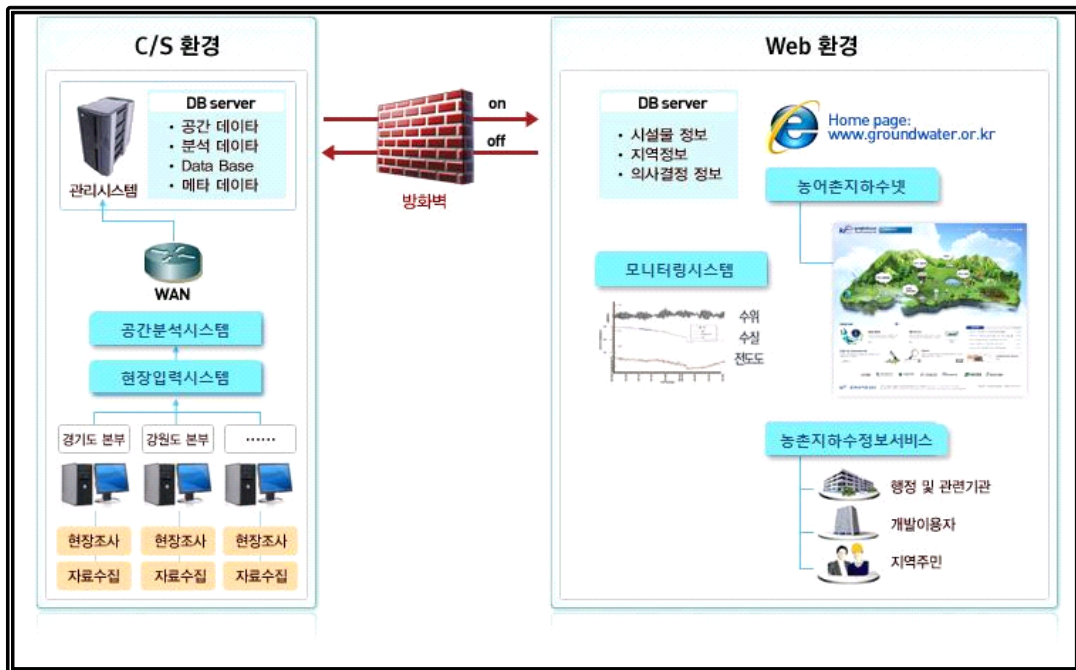 C/S 환경
DB server
• 공간 데이타
• 분석 데이타
• Data Base
• 메타 데이타
관리시스템
WAN
공간분석시스템
현장입력시스템
경기도 본부
강원도 본부
……
현장조사
현장조사
현장조사
자료수집
자료수집
자료수집
on
off
방화벽
Web 환경
DB server
• 시설물 정보
• 지역정보
• 의사결정 정보
Home page:
www.groundwater.or.kr
농어촌지하수넷
모니터링시스템
수위
수질
전도도
농촌지하수정보서비스
행정 및 관련기관
개발이용자
지역주민